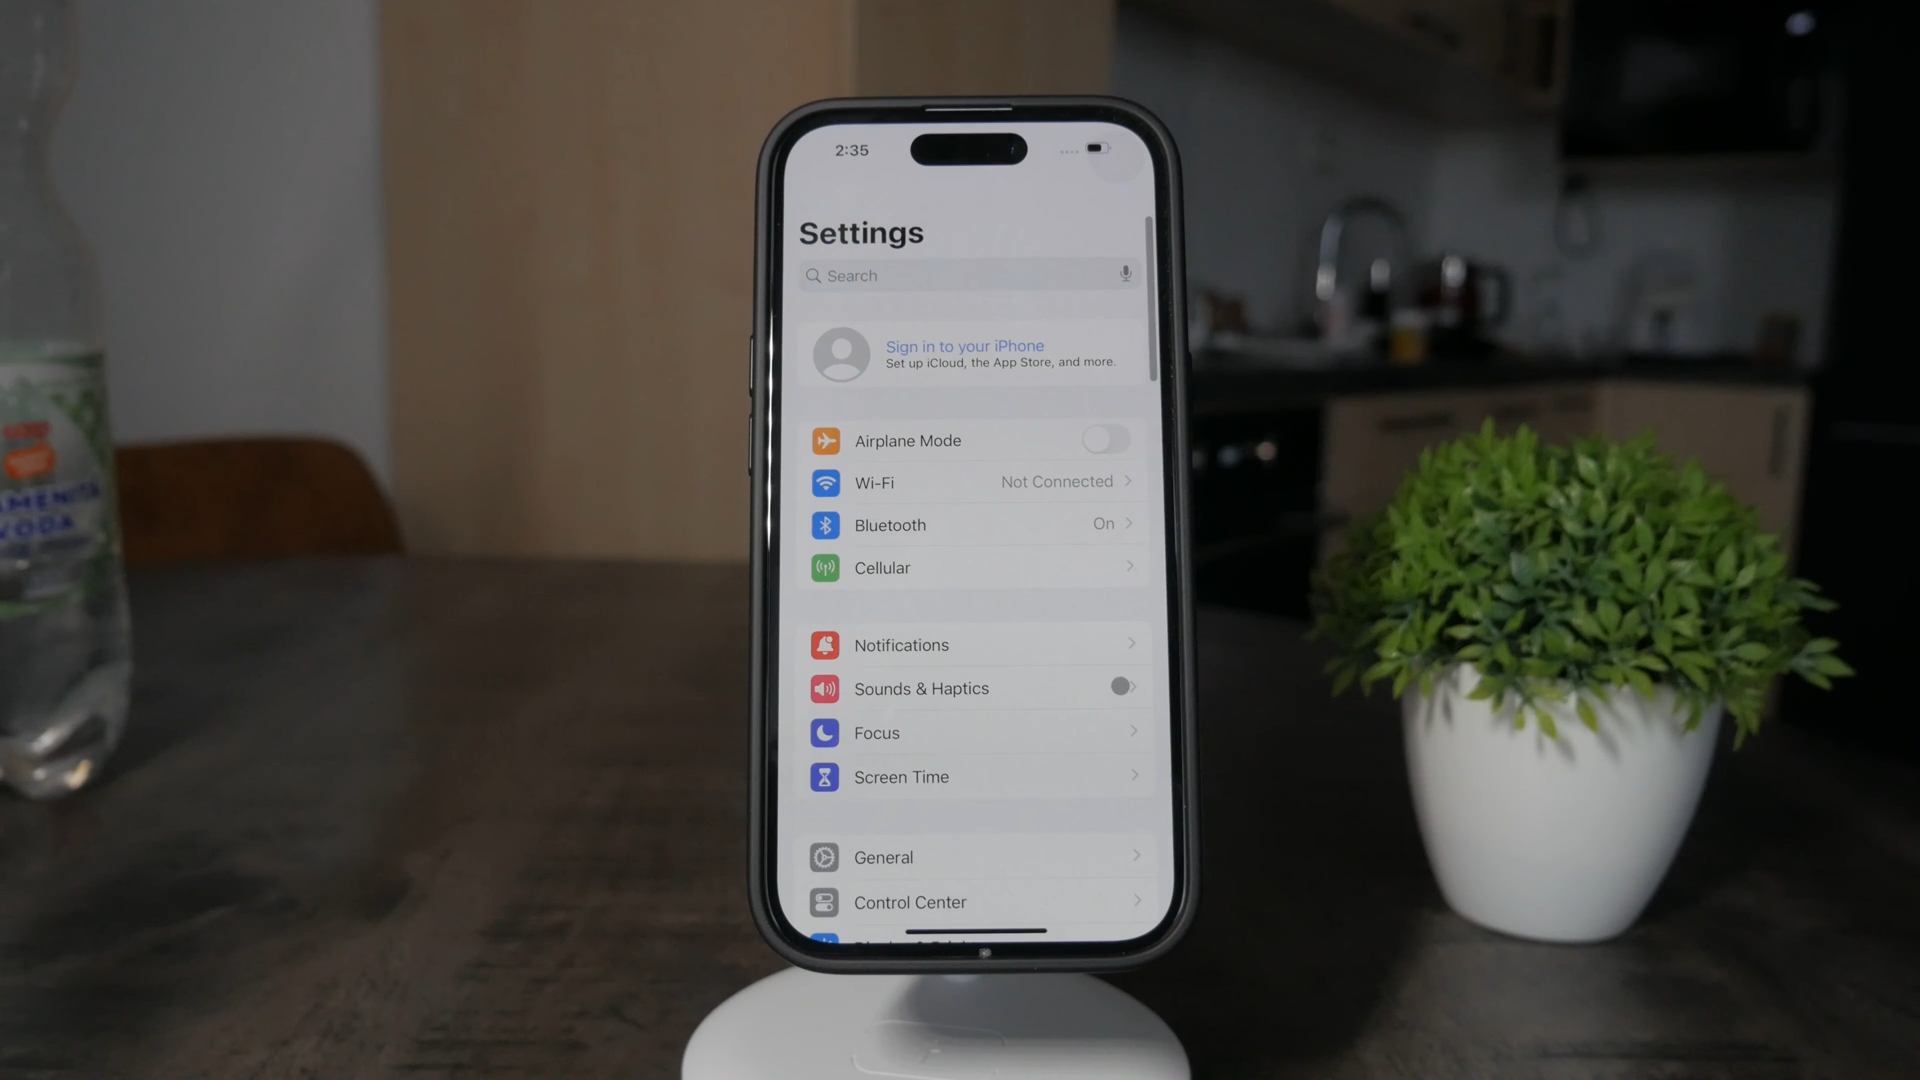 2:35
Settings
Search
Sign in to your iPhone
Set up iCloud, the App Store, and more.
Airplane Mode
Wi-Fi Not Connected
Bluetooth On
Cellular
Notifications
Sounds & Haptics
Focus
Screen Time
General
Control Center
VODA